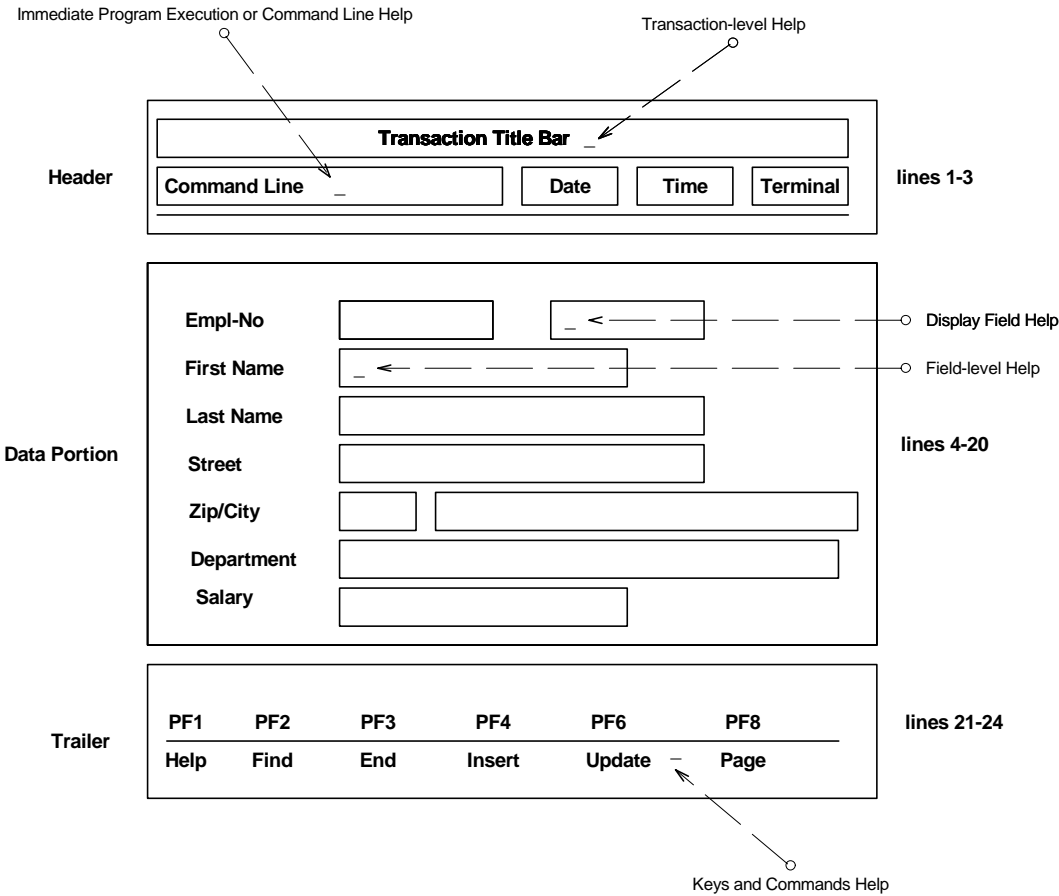 Immediate Program Execution or Command Line Help
Transaction-level Help
Transaction Title Bar _
Header
Command Line _
Date
Time
Terminal
lines 1-3
Empl-No
_
Display Field Help
First Name
_
Field-level Help
Last Name
Data Portion
lines 4-20
Street
Zip/City
Department
Salary
Trailer
PF1 PF2 PF3 PF4 PF6 PF8
lines 21-24
Help Find End Insert Update _ Page
Keys and Commands Help